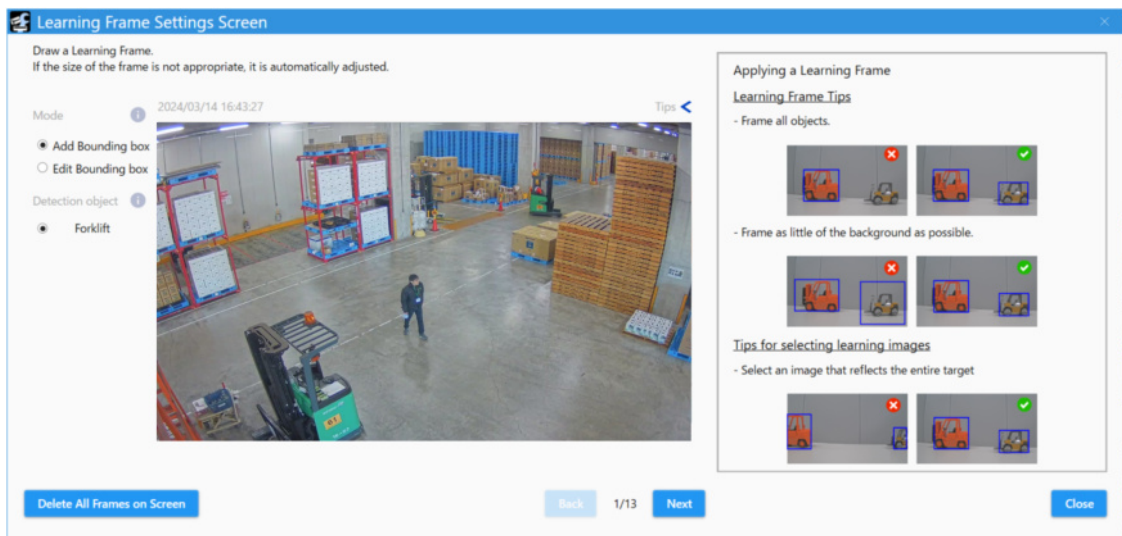 Learning Frame Settings Screen
Draw a Learning Frame.
If the size of the frame is not appropriate, it is automatically adjusted.
Mode
2024/03/14 16:43:27
Tips
Add Bounding box
Edit Bounding box
Detection object
Forklift
01
Applying a Learning Frame
Learning Frame Tips
- Frame all objects.
- Frame as little of the background as possible.
Tips for selecting learning images
- Select an image that reflects the entire target
Delete All Frames on Screen
Back
1/13
Next
Close